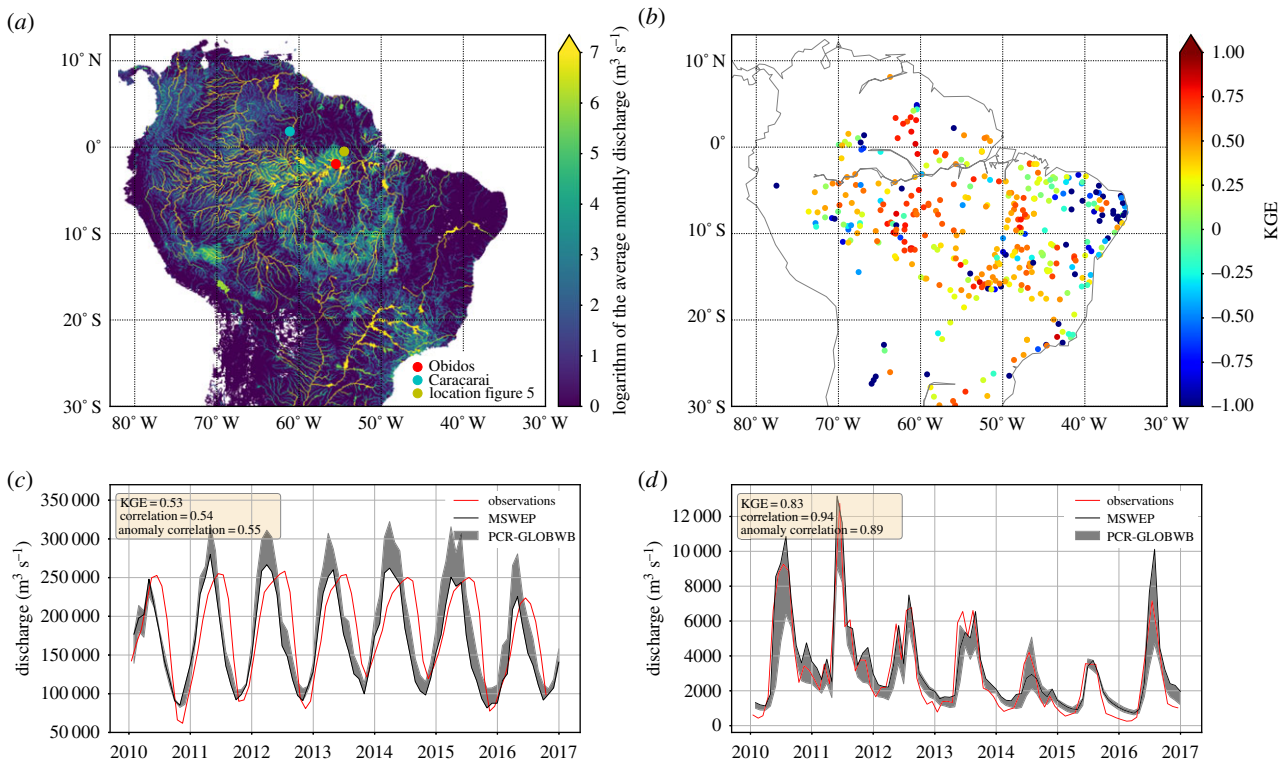 (a)
10° N
0°
10° S
20° S
30° S
80° W
70° W
60° W
50° W
40° W
30° W
Obidos
Caracarai
location figure 5
7
6
5
4
3
2
1
0
logarithm of the average monthly discharge (m³ s⁻¹)
(b)
10° N
0°
10° S
20° S
30° S
80° W
70° W
60° W
50° W
40° W
30° W
1.00
0.75
0.50
0.25
0
−0.25
−0.50
−0.75
−1.00
KGE
(c)
350 000
300 000
250 000
200 000
150 000
100 000
50 000
discharge (m³ s⁻¹)
KGE = 0.53
correlation = 0.54
anomaly correlation = 0.55
observations
MSWEP
PCR-GLOBWB
2010
2011
2012
2013
2014
2015
2016
2017
(d)
12 000
10 000
8000
6000
4000
2000
0
discharge (m³ s⁻¹)
KGE = 0.83
correlation = 0.94
anomaly correlation = 0.89
observations
MSWEP
PCR-GLOBWB
2010
2011
2012
2013
2014
2015
2016
2017